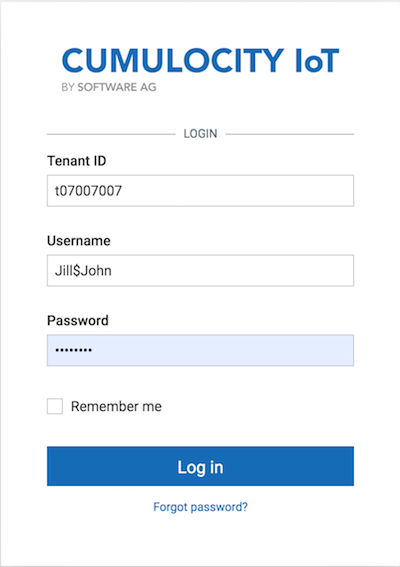 CUMULOCITY IoT
BY SOFTWARE AG
LOGIN
Tenant ID
t07007007
Username
Jill$John
Password
••••••••
Remember me
Log in
Forgot password?